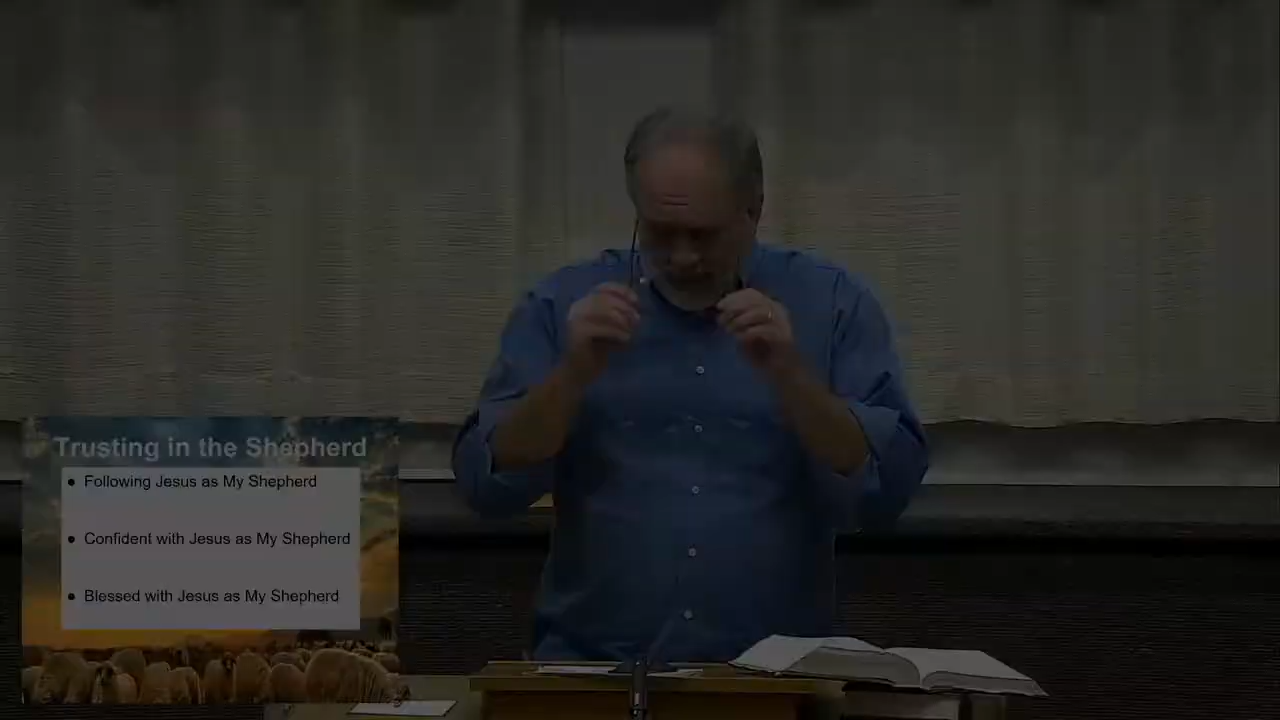 Trusting in the Shepherd
• Following Jesus as My Shepherd
• Confident with Jesus as My Shepherd
• Blessed with Jesus as My Shepherd